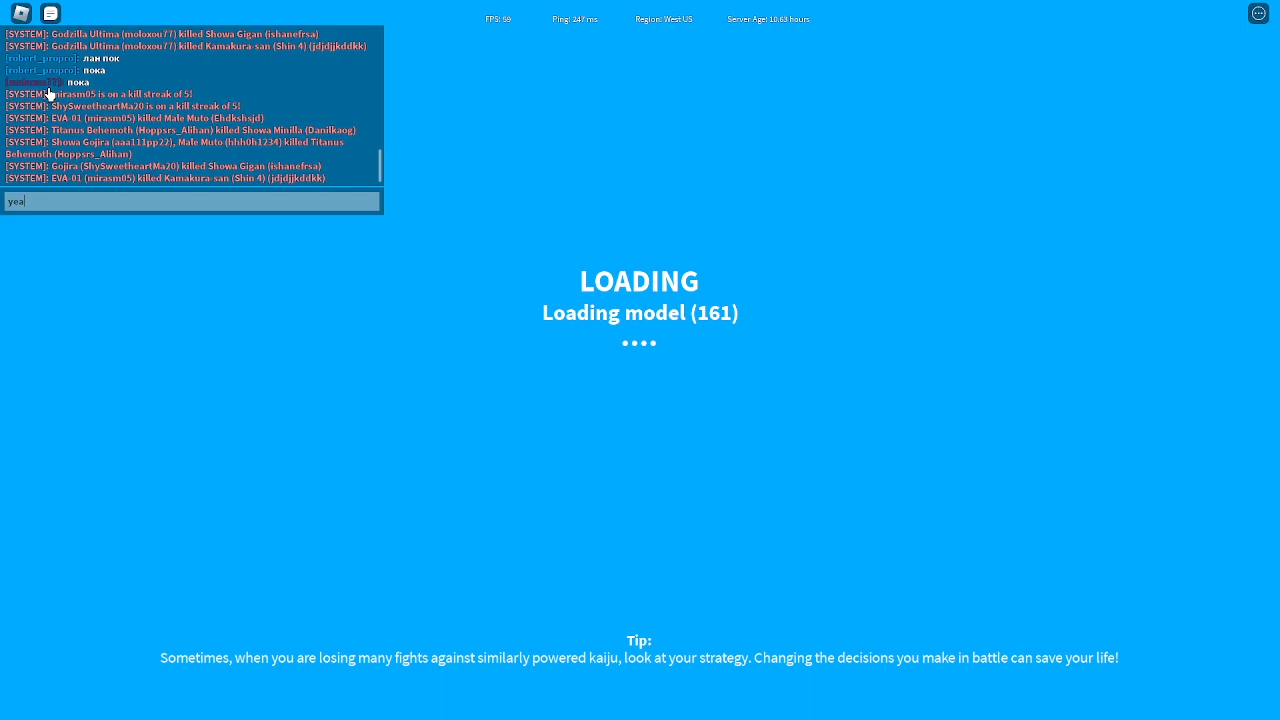 FPS: 59 Ping: 247 ms Region: West US Server Age: 10.63 hours
[SYSTEM]: Godzilla Ultima (moloxou77) killed Showa Gigan (ishanefrsa)
[SYSTEM]: Godzilla Ultima (moloxou77) killed Kamakura-san (Shin 4) (jdjdjjkddkk)
[robert_propro]: лан пок
[robert_propro]: пока
пока
[SYSTEM]: mirasm05 is on a kill streak of 5!
[SYSTEM]: ShySweetheartMa20 is on a kill streak of 5!
[SYSTEM]: EVA-01 (mirasm05) killed Male Muto (Ehdkshsjd)
[SYSTEM]: Titanus Behemoth (Hoppsrs_Alihan) killed Showa Minilla (Danilkaog)
[SYSTEM]: Showa Gojira (aaa111pp22), Male Muto (hhh0h1234) killed Titanus
Behemoth (Hoppsrs_Alihan)
[SYSTEM]: Gojira (ShySweetheartMa20) killed Showa Gigan (ishanefrsa)
[SYSTEM]: EVA-01 (mirasm05) killed Kamakura-san (Shin 4) (jdjdjjkddkk)
yea
LOADING
Loading model (161)
Tip:
Sometimes, when you are losing many fights against similarly powered kaiju, look at your strategy. Changing the decisions you make in battle can save your life!